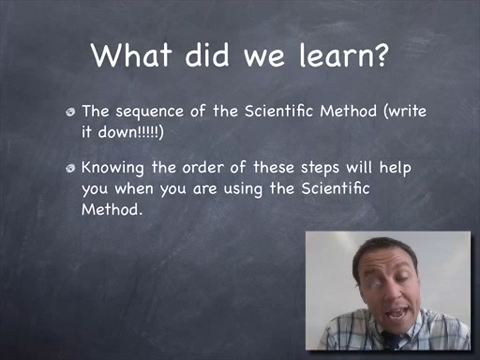 What did we learn?
The sequence of the Scientific Method (write
it down!!!!!)
Knowing the order of these steps will help
you when you are using the Scientific
Method.